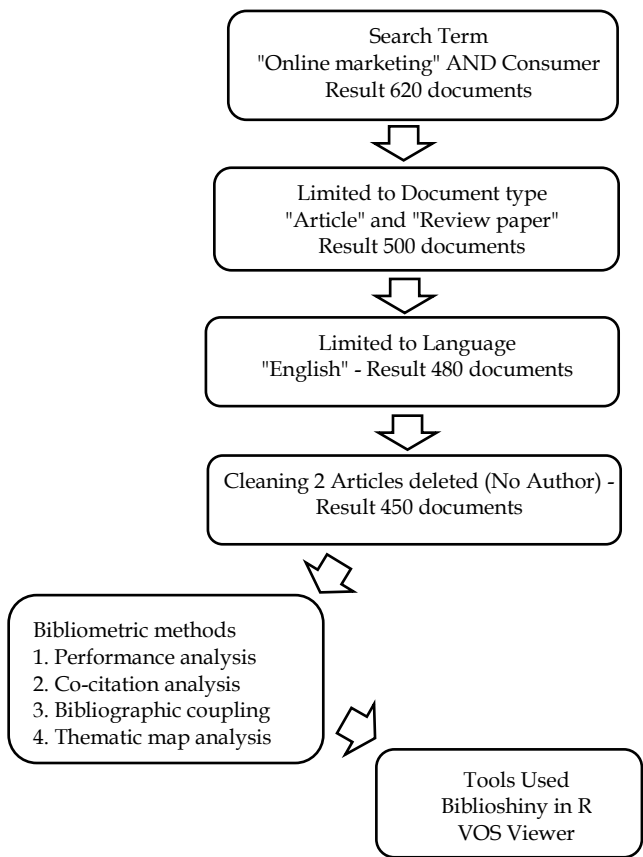 Search Term
"Online marketing" AND Consumer
Result 620 documents
Limited to Document type
"Article" and "Review paper"
Result 500 documents
Limited to Language
"English" - Result 480 documents
Cleaning 2 Articles deleted (No Author) -
Result 450 documents
Bibliometric methods
1. Performance analysis
2. Co-citation analysis
3. Bibliographic coupling
4. Thematic map analysis
Tools Used
Biblioshiny in R
VOS Viewer